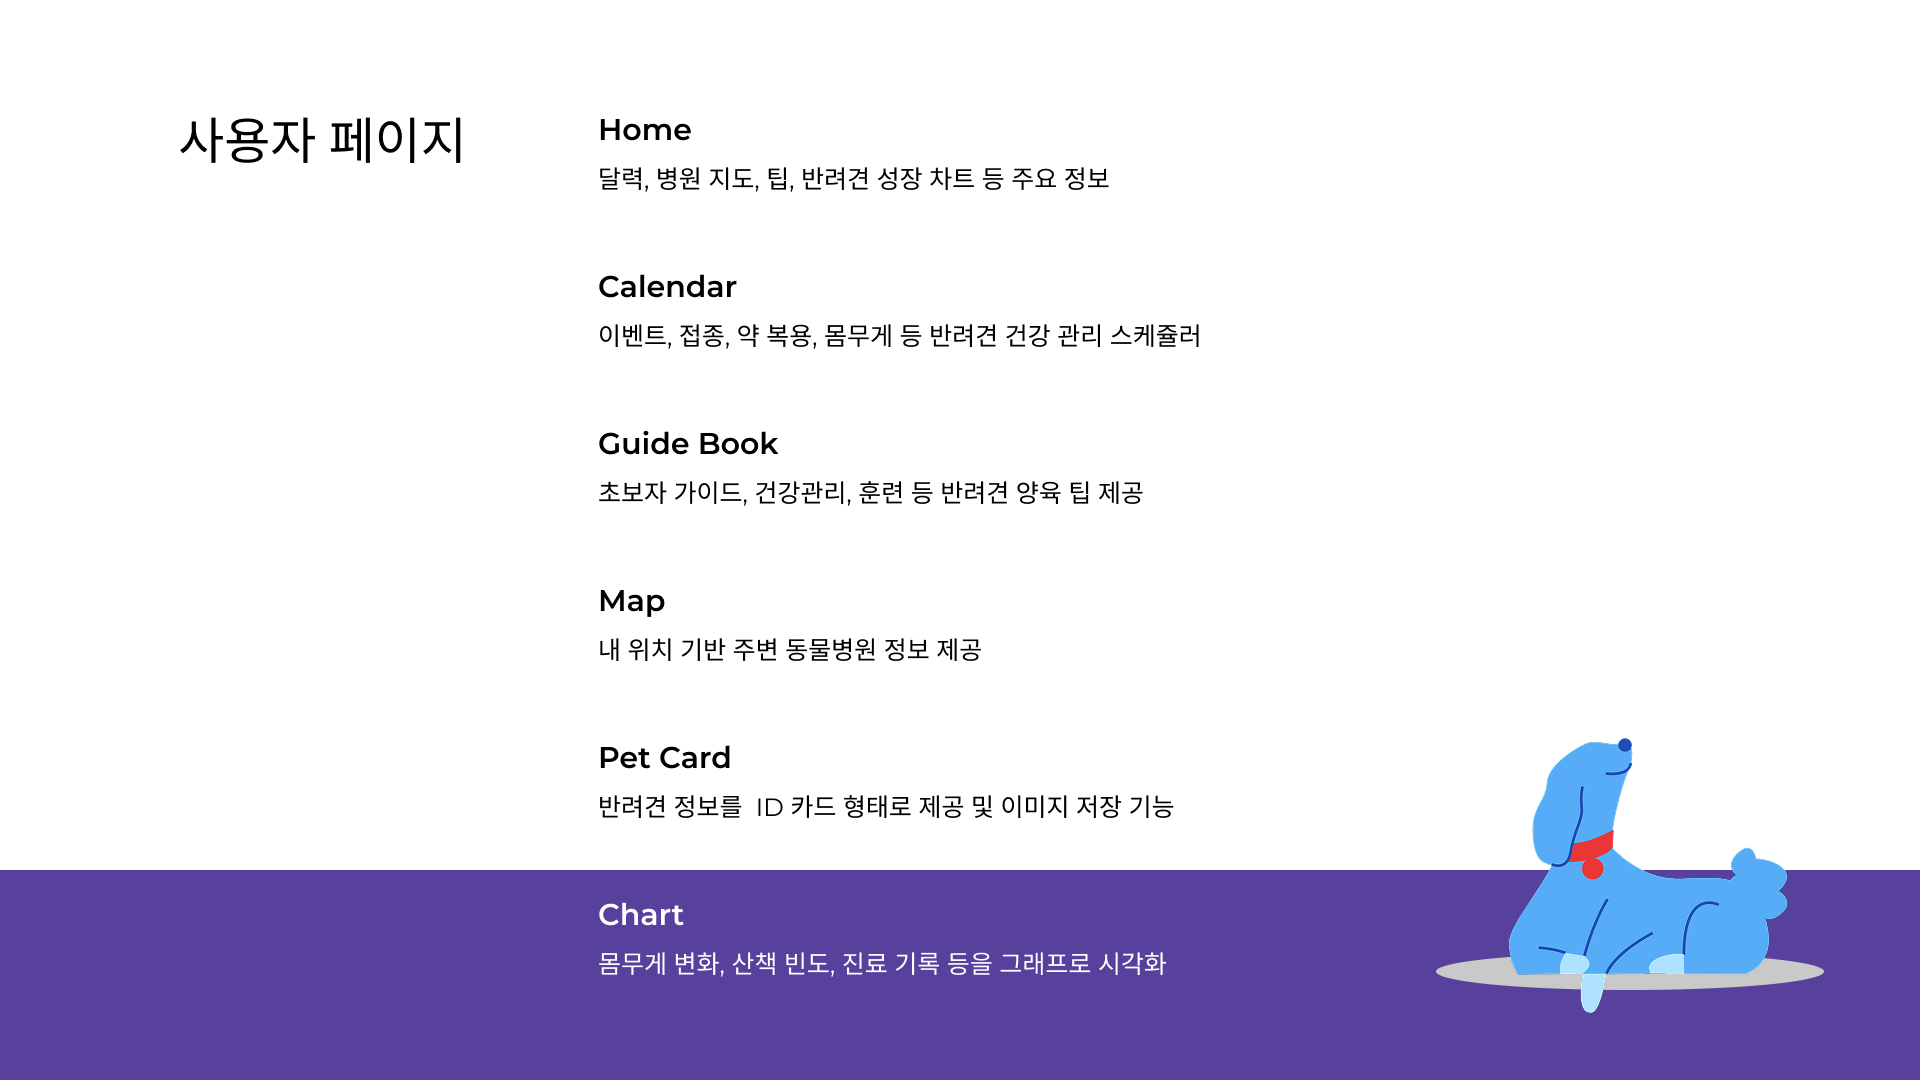 사용자 페이지
Home
달력, 병원 지도, 팁, 반려견 성장 차트 등 주요 정보
Calendar
이벤트, 접종, 약 복용, 몸무게 등 반려견 건강 관리 스케쥴러
Guide Book
초보자 가이드, 건강관리, 훈련 등 반려견 양육 팁 제공
Map
내 위치 기반 주변 동물병원 정보 제공
Pet Card
반려견 정보를  ID 카드 형태로 제공 및 이미지 저장 기능
Chart
몸무게 변화, 산책 빈도, 진료 기록 등을 그래프로 시각화